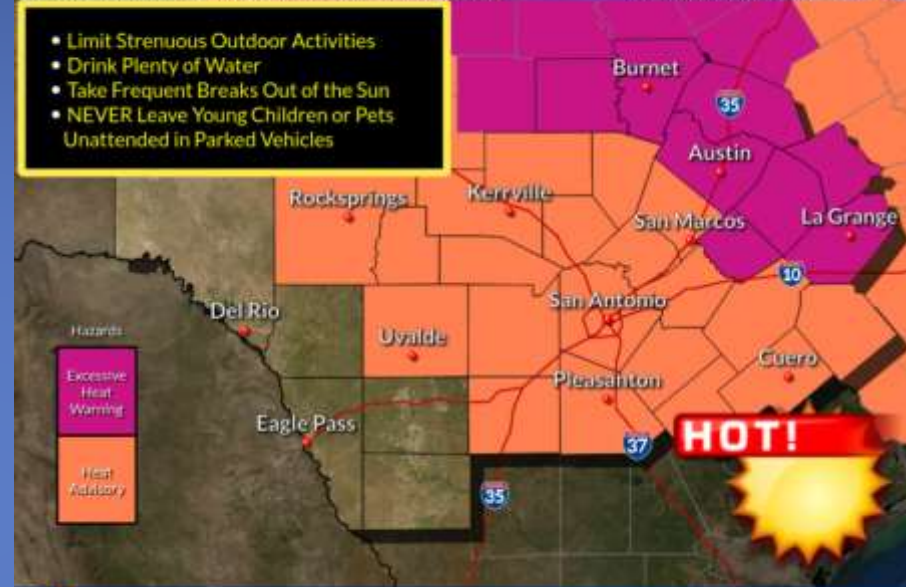 • Limit Strenuous Outdoor Activities
• Drink Plenty of Water
• Take Frequent Breaks Out of the Sun
• NEVER Leave Young Children or Pets
Unattended in Parked Vehicles
Burnet
35
Austin
Rocksprings
Kerrville
San Marcos
La Grange
10
Del Rio
San Antonio
Hazards
Uvalde
Cuero
Excessive
Heat
Warning
Pleasanton
Eagle Pass
HOT!
37
Heat
Advisory
35